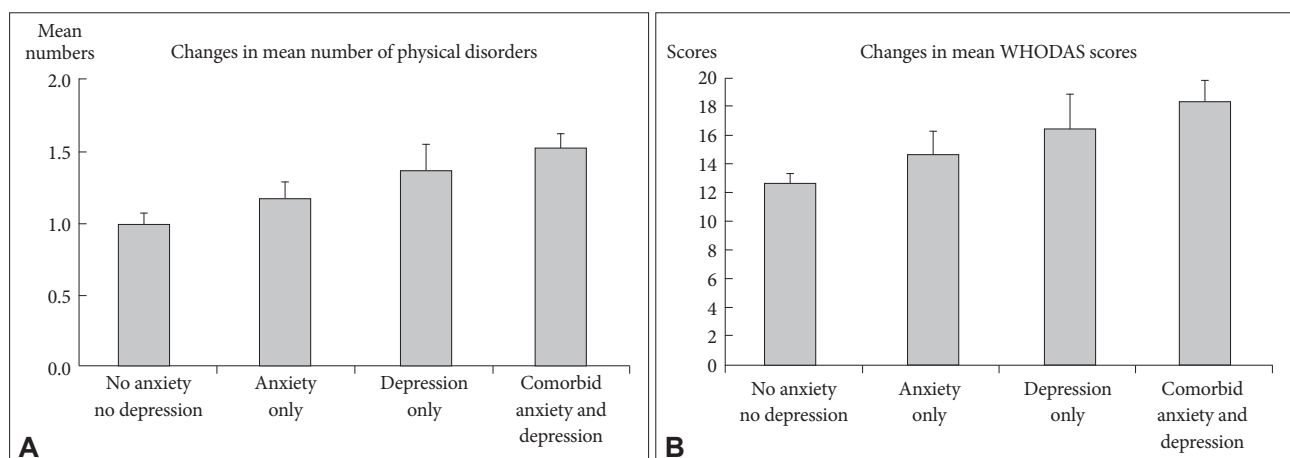 Mean
numbers
Changes in mean number of physical disorders
2.0
1.5
1.0
0.5
0.0
No anxiety
no depression
Anxiety
only
Depression
only
Comorbid
anxiety and
depression
A
Scores
Changes in mean WHODAS scores
20
18
16
14
12
10
8
6
4
2
0
No anxiety
no depression
Anxiety
only
Depression
only
Comorbid
anxiety and
depression
B